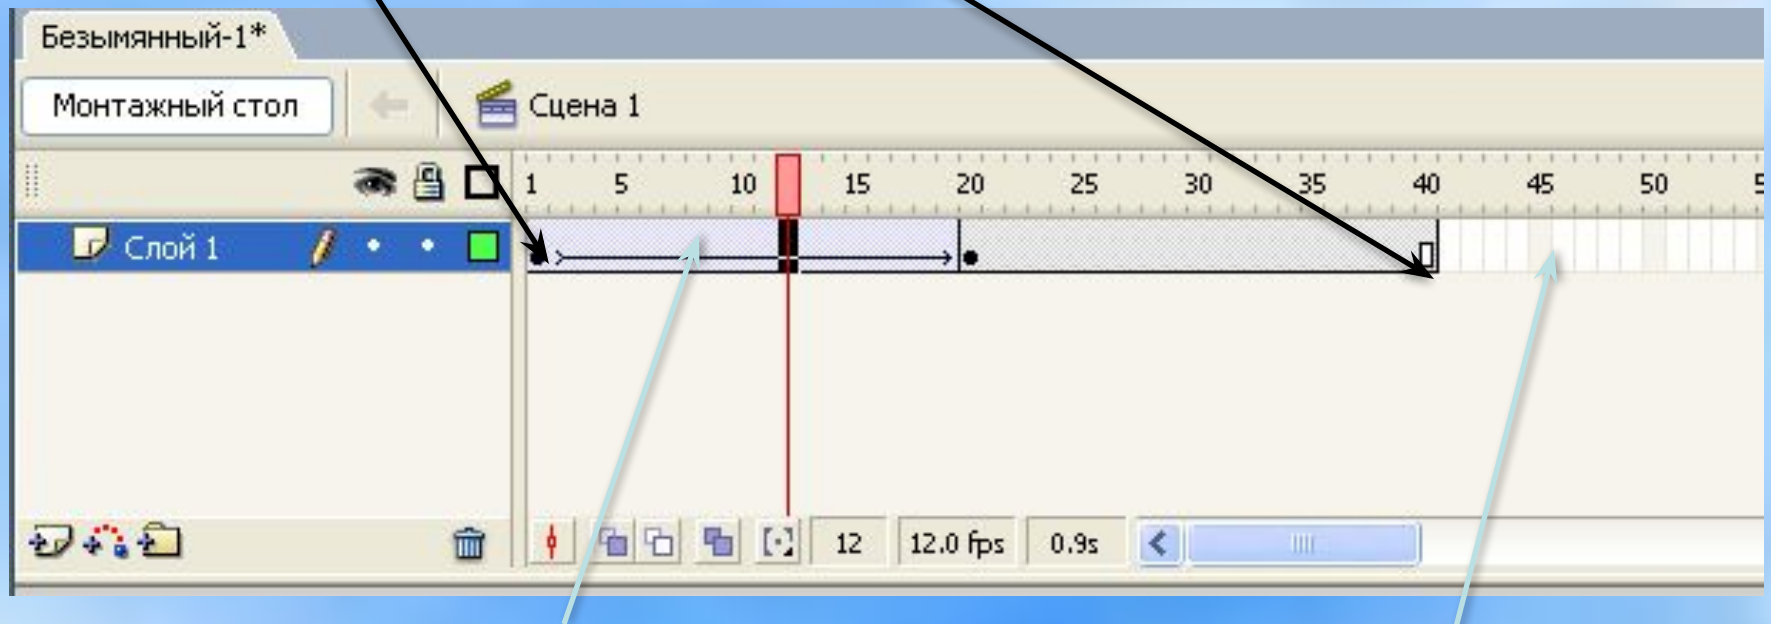 Безымянный-1*
Монтажный стол Сцена 1
1 5 10 15 20 25 30 35 40 45 50
Слой 1
12 12.0 fps 0.9s